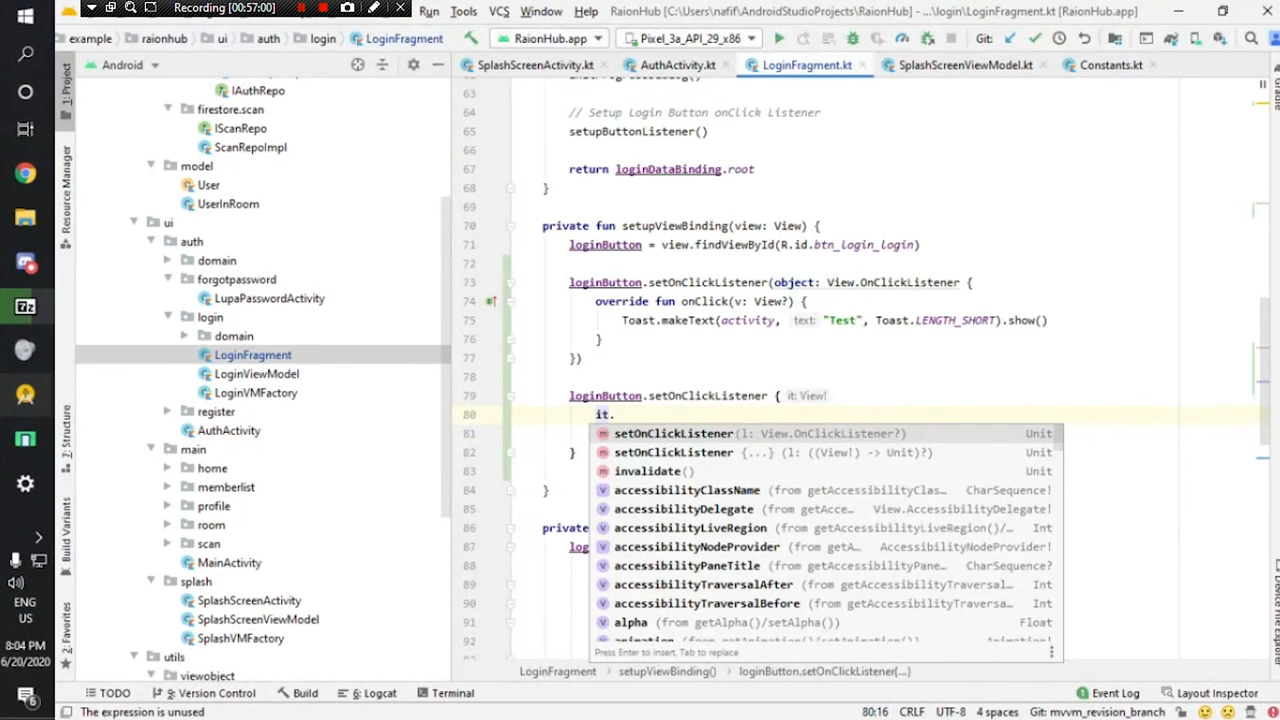 Recording [00:57:00]
Run Tools VCS Window Help RaionHub [C:\Users\nafif\AndroidStudioProjects\RaionHub] - ...\login\LoginFragment.kt [RaionHub.app]
example raionhub ui auth login LoginFragment RaionHub.app Pixel_3a_API_29_x86 Git:
Android SplashScreenActivity.kt AuthActivity.kt LoginFragment.kt SplashScreenViewModel.kt Constants.kt
1: Project
Resource Manager
7: Structure
Build Variants
2: Favorites
IAuthRepo
firestore.scan
IScanRepo
ScanRepoImpl
model
User
UserInRoom
ui
auth
domain
forgotpassword
LupaPasswordActivity
login
domain
LoginFragment
LoginViewModel
LoginVMFactory
register
AuthActivity
main
home
memberlist
profile
room
scan
MainActivity
splash
SplashScreenActivity
SplashScreenViewModel
SplashVMFactory
utils
viewobject
63
64 // Setup Login Button onClick Listener
65 setupButtonListener()
66
67 return loginDataBinding.root
68 }
69
70 private fun setupViewBinding(view: View) {
71 loginButton = view.findViewById(R.id.btn_login_login)
72
73 loginButton.setOnClickListener(object: View.OnClickListener {
74 override fun onClick(v: View?) {
75 Toast.makeText(activity, text: "Test", Toast.LENGTH_SHORT).show()
76 }
77 })
78
79 loginButton.setOnClickListener { it: View!
80 it.
81
82 }
83
84 }
85
86 private
87 log
88
89
90
91
92
setOnClickListener(l: View.OnClickListener?) Unit
setOnClickListener {...} (l: ((View!) -> Unit)?) Unit
invalidate() Unit
accessibilityClassName (from getAccessibilityClas... CharSequence!
accessibilityDelegate (from getAcce... View.AccessibilityDelegate!
accessibilityLiveRegion (from getAccessibilityLiveRegion()/... Int
accessibilityNodeProvider (from getA... AccessibilityNodeProvider!
accessibilityPaneTitle (from getAccessibilityPane... CharSequence?
accessibilityTraversalAfter (from getAccessibilityTraversal... Int
accessibilityTraversalBefore (from getAccessibilityTraversa... Int
alpha (from getAlpha()/setAlpha()) Float
animation (from getAnimation()/setAnimation()) Animation!
Press Enter to insert, Tab to replace
LoginFragment setupViewBinding() loginButton.setOnClickListener{...}
TODO 9: Version Control Build 6: Logcat Terminal Event Log Layout Inspector
The expression is unused 80:16 CRLF UTF-8 4 spaces Git: mvvm_revision_branch
ENG
US
8:04 PM
6/20/2020
6